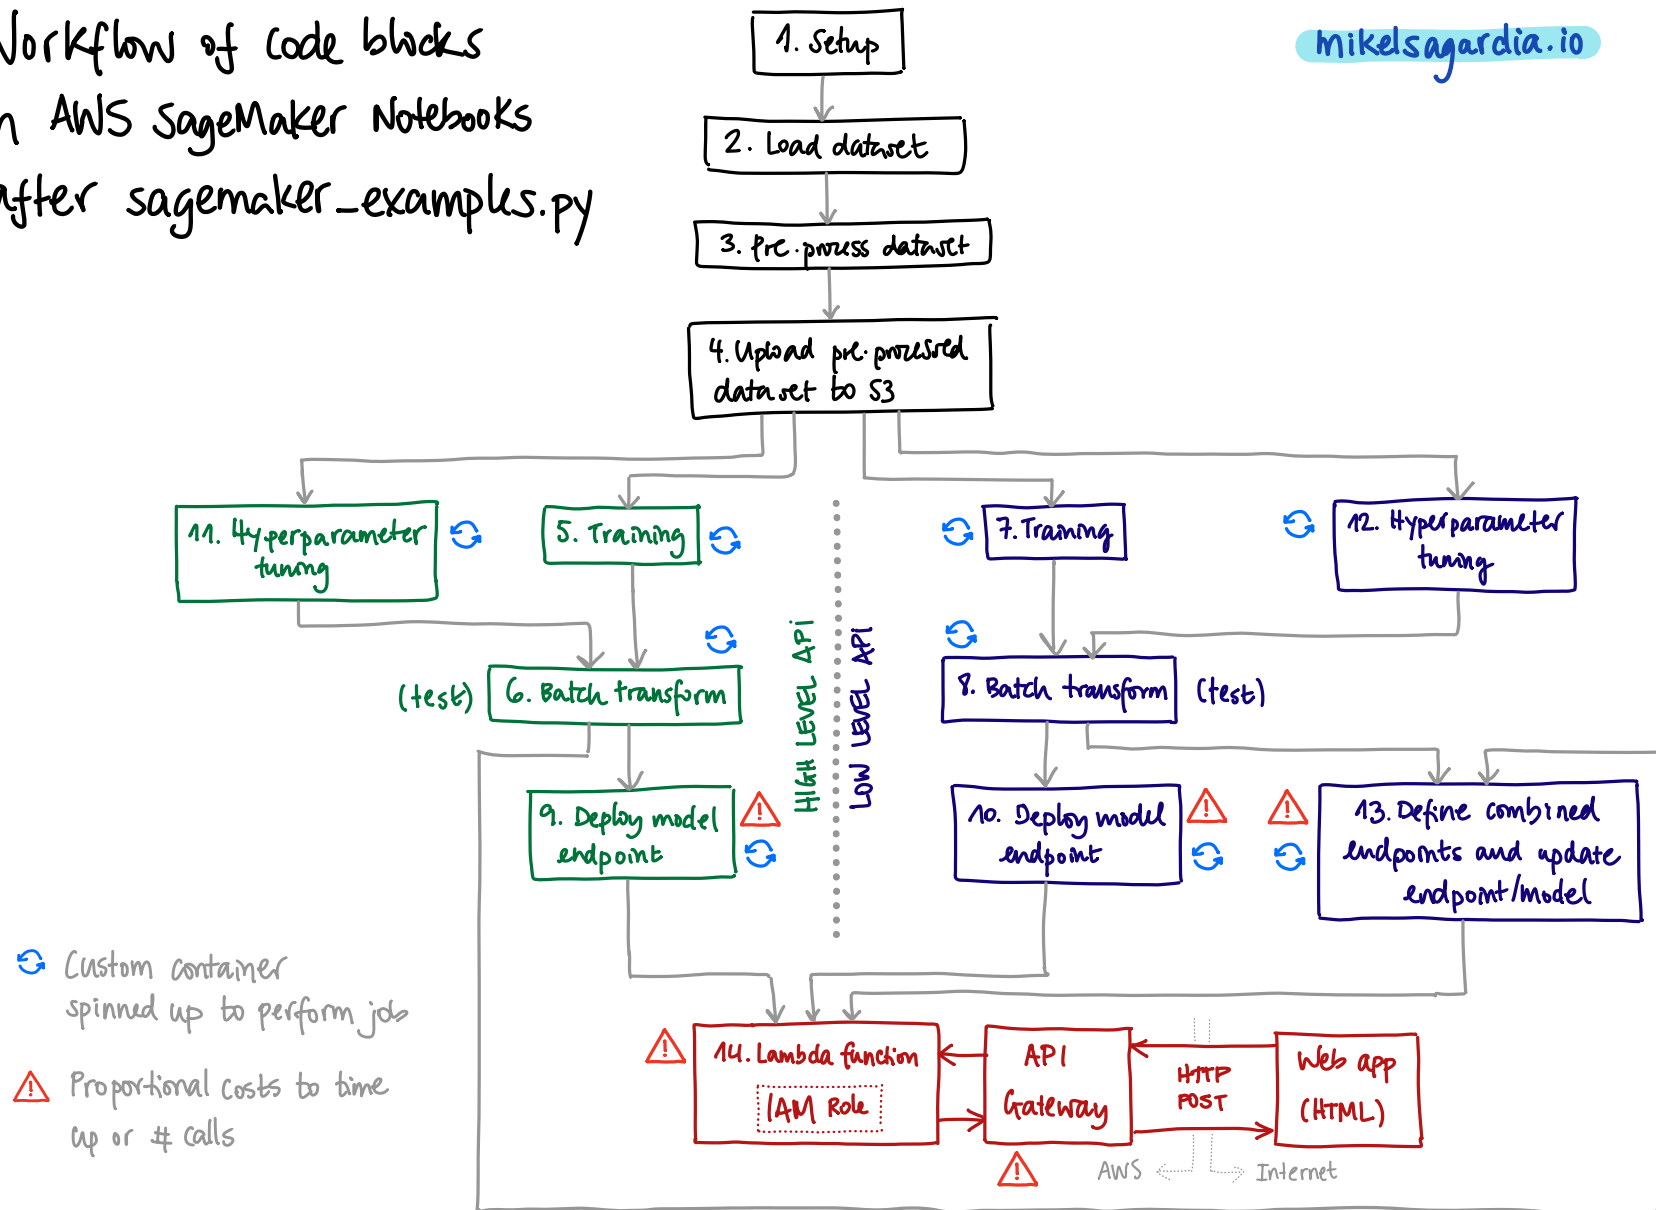 Workflow of code blocks
n AWS SageMaker Notebooks
after sagemaker_examples.py
mikelsagardia.io
1. Setup
2. Load dataset
3. Pre-process dataset
4. Upload pre-processed
dataset to S3
11. Hyperparameter
tuning
5. Training
7. Training
12. Hyperparameter
tuning
HIGH LEVEL API
LOW LEVEL API
(test)
6. Batch transform
8. Batch transform
(test)
9. Deploy model
endpoint
10. Deploy model
endpoint
13. Define combined
endpoints and update
endpoint/model
Custom container
spinned up to perform job
Proportional costs to time
up or # calls
14. Lambda function
IAM Role
API
Gateway
HTTP
POST
Web app
(HTML)
AWS
Internet